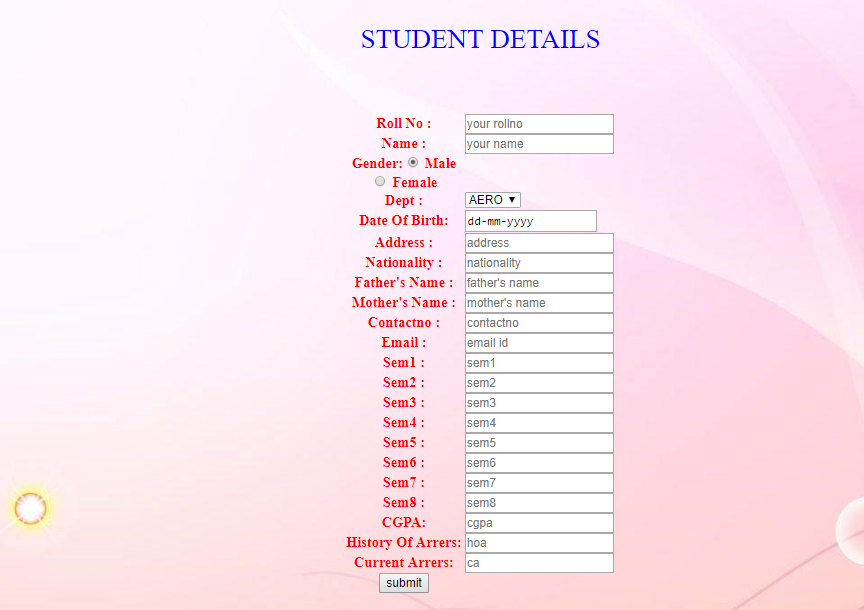 STUDENT DETAILS
Roll No : your rollno
Name : your name
Gender: Male
Female
Dept : AERO ▼
Date Of Birth: dd-mm-yyyy
Address : address
Nationality : nationality
Father's Name : father's name
Mother's Name : mother's name
Contactno : contactno
Email : email id
Sem1 : sem1
Sem2 : sem2
Sem3 : sem3
Sem4 : sem4
Sem5 : sem5
Sem6 : sem6
Sem7 : sem7
Sem8 : sem8
CGPA: cgpa
History Of Arrers: hoa
Current Arrers: ca
submit